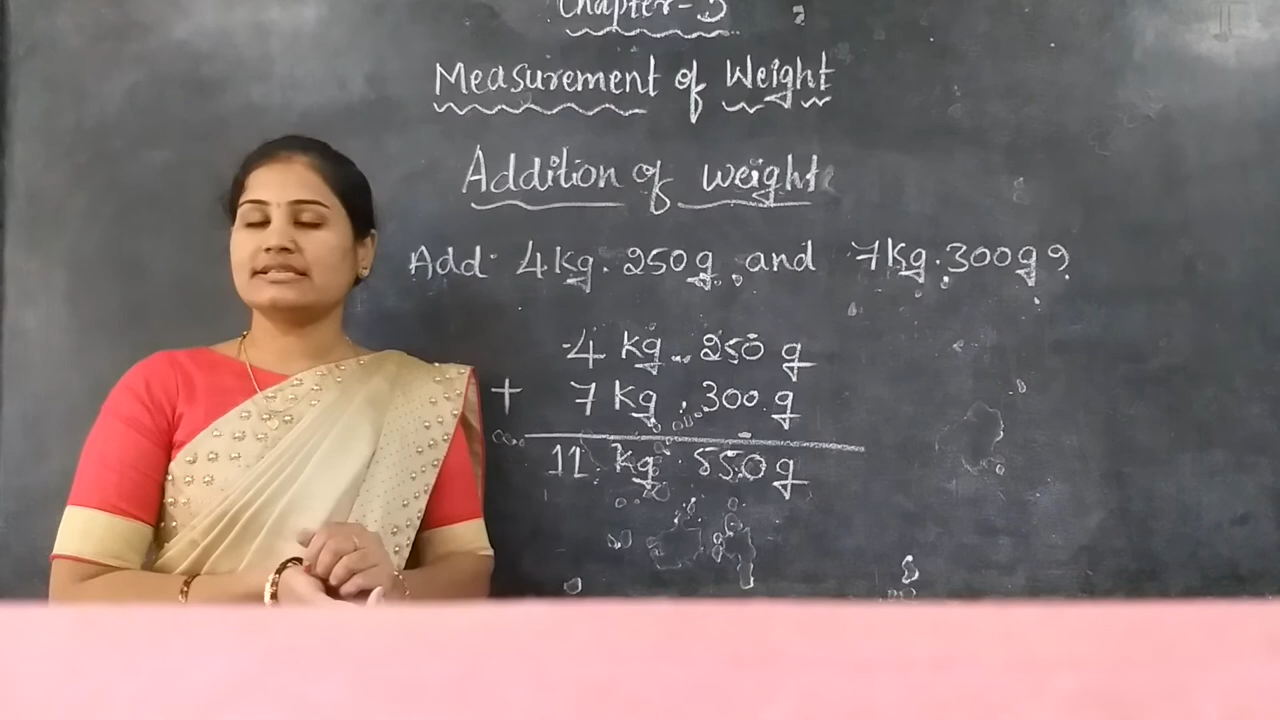 Chapter-5
Measurement of Weight
Addition of weight
Add. 4kg. 250g and 7kg. 300g?
4 kg . 250 g
+ 7 kg . 300 g
11 kg . 550 g